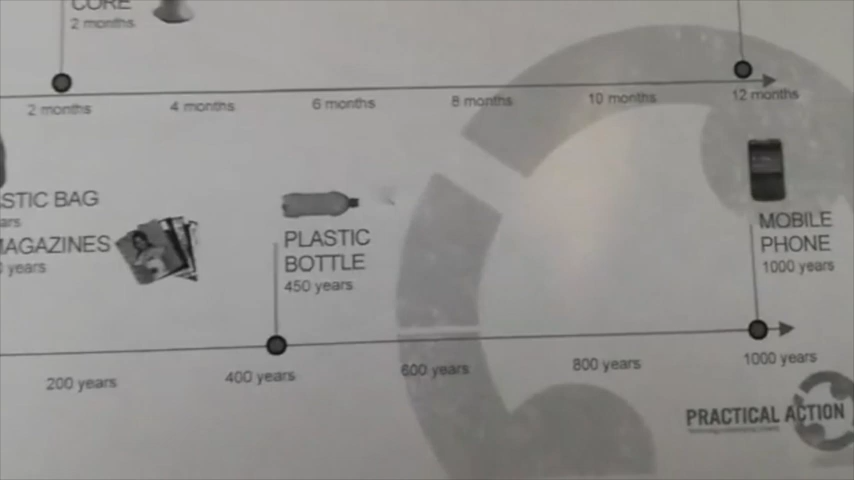 CORE
2 months
2 months 4 months 6 months 8 months 10 months 12 months
STIC BAG
ars
MAGAZINES
years
PLASTIC
BOTTLE
450 years
MOBILE
PHONE
1000 years
200 years 400 years 600 years 800 years 1000 years
PRACTICAL ACTION